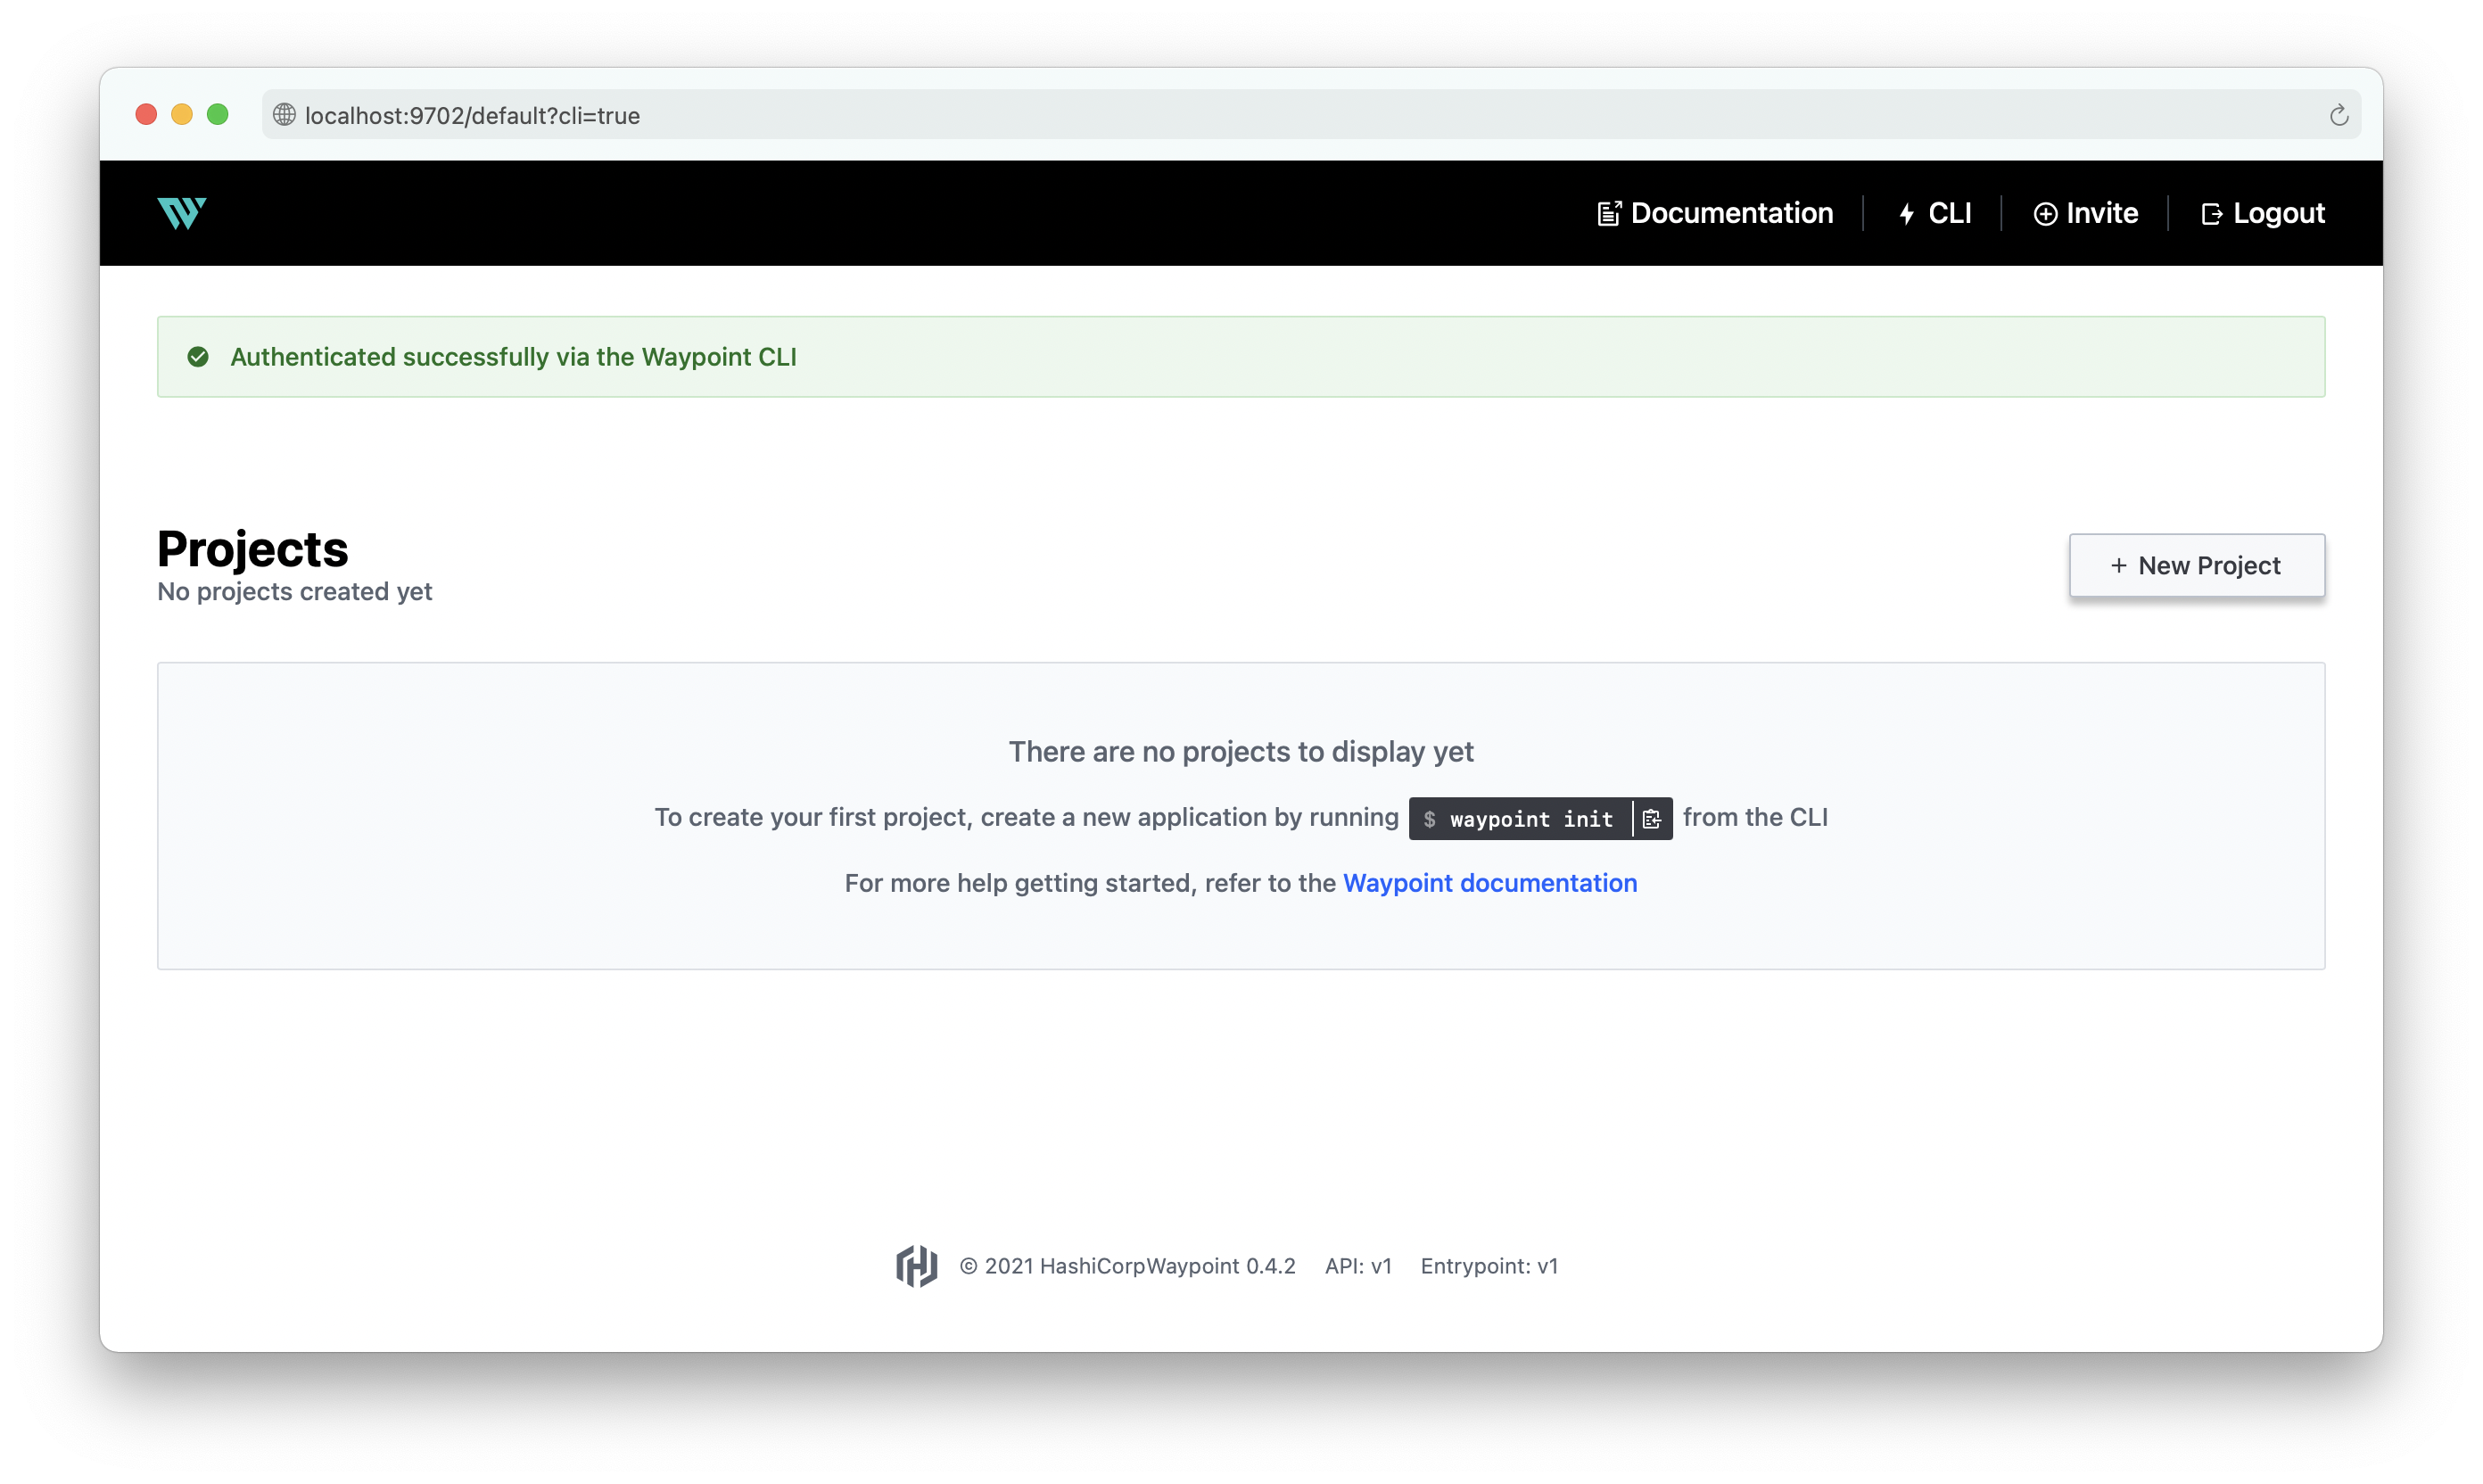 localhost:9702/default?cli=true
Documentation CLI Invite Logout
Authenticated successfully via the Waypoint CLI
Projects
No projects created yet
+ New Project
There are no projects to display yet
To create your first project, create a new application by running $ waypoint init from the CLI
For more help getting started, refer to the Waypoint documentation
© 2021 HashiCorpWaypoint 0.4.2 API: v1 Entrypoint: v1